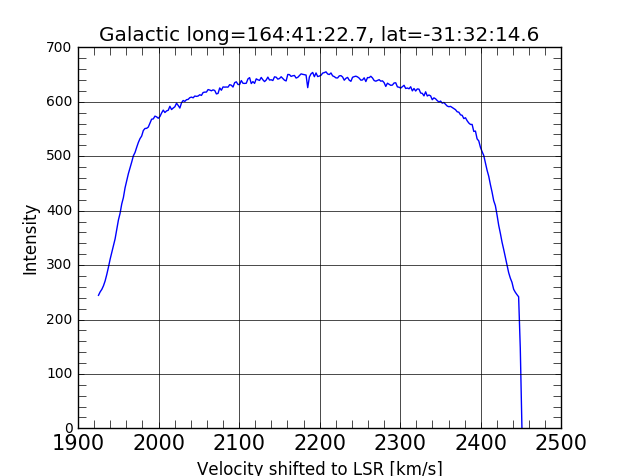 Galactic long=164:41:22.7, lat=-31:32:14.6
700
600
500
400
300
200
100
0
Intensity
1900 2000 2100 2200 2300 2400 2500
Velocity shifted to LSR [km/s]